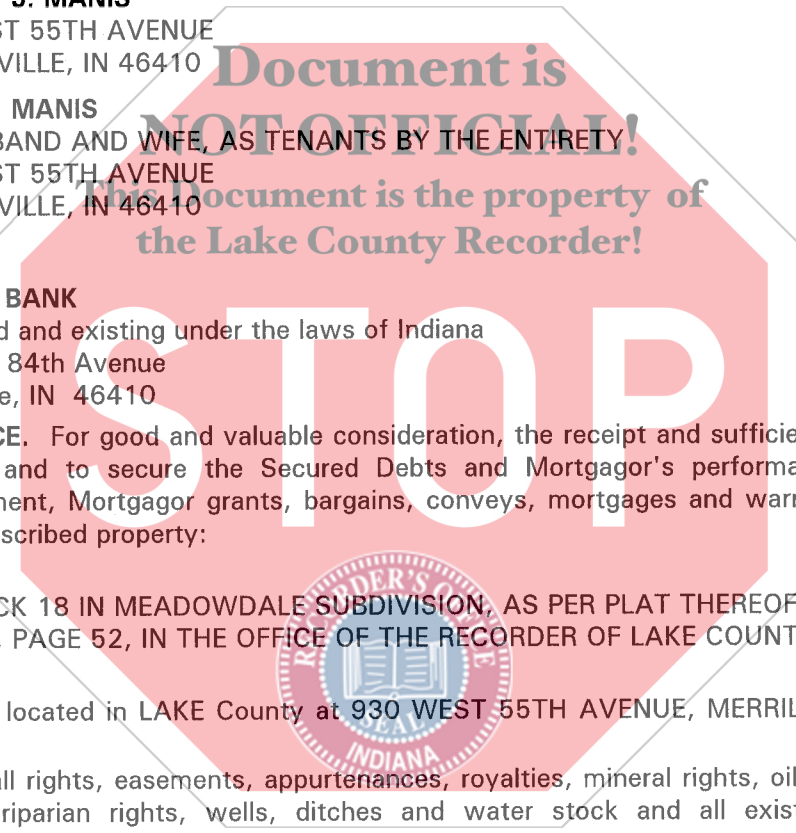 J. MANIS
ST 55TH AVENUE
VILLE, IN 46410
Document is
MANIS
NOT OFFICIAL!
BAND AND WIFE, AS TENANTS BY THE ENTIRETY
ST 55TH AVENUE
This Document is the property of
VILLE, IN 46410
the Lake County Recorder!
BANK
d and existing under the laws of Indiana
84th Avenue
e, IN 46410
STOP
CE. For good and valuable consideration, the receipt and sufficie
and to secure the Secured Debts and Mortgagor's performa
ment, Mortgagor grants, bargains, conveys, mortgages and warr
scribed property:
CK 18 IN MEADOWDALE SUBDIVISION, AS PER PLAT THEREOF
PAGE 52, IN THE OFFICE OF THE RECORDER OF LAKE COUNT
RECORDER'S OFFICE
SEAL
INDIANA
located in LAKE County at 930 WEST 55TH AVENUE, MERRIL
all rights, easements, appurtenances, royalties, mineral rights, oil
riparian rights, wells, ditches and water stock and all exist